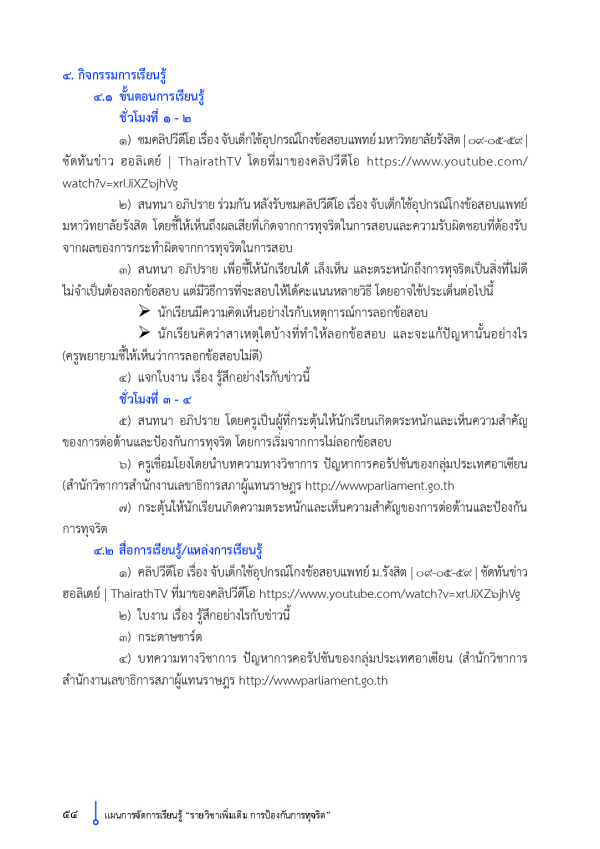 ๔. กิจกรรมการเรียนรู้
๔.๑ ขั้นตอนการเรียนรู้
ชั่วโมงที่ ๑ - ๒
๑) ชมคลิปวีดีโอ เรื่อง จับเด็กใช้อุปกรณ์โกงข้อสอบแพทย์ มหาวิทยาลัยรังสิต | ๐๙-๐๕-๕๙ |
ชัดทันข่าว ฮอลิเดย์ | ThairathTV โดยที่มาของคลิปวีดีโอ https://www.youtube.com/
watch?v=xrUiXZ๖jhVg
๒) สนทนา อภิปราย ร่วมกัน หลังรับชมคลิปวีดีโอ เรื่อง จับเด็กใช้อุปกรณ์โกงข้อสอบแพทย์
มหาวิทยาลัยรังสิต โดยชี้ให้เห็นถึงผลเสียที่เกิดจากการทุจริตในการสอบและความรับผิดชอบที่ต้องรับ
จากผลของการกระทำผิดจากการทุจริตในการสอบ
๓) สนทนา อภิปราย เพื่อชี้ให้นักเรียนได้ เล็งเห็น และตระหนักถึงการทุจริตเป็นสิ่งที่ไม่ดี
ไม่จำเป็นต้องลอกข้อสอบ แต่มีวิธีการที่จะสอบให้ได้คะแนนหลายวิธี โดยอาจใช้ประเด็นต่อไปนี้
➢ นักเรียนมีความคิดเห็นอย่างไรกับเหตุการณ์การลอกข้อสอบ
➢ นักเรียนคิดว่าสาเหตุใดบ้างที่ทำให้ลอกข้อสอบ และจะแก้ปัญหานั้นอย่างไร
(ครูพยายามชี้ให้เห็นว่าการลอกข้อสอบไม่ดี)
๔) แจกใบงาน เรื่อง รู้สึกอย่างไรกับข่าวนี้
ชั่วโมงที่ ๓ - ๔
๕) สนทนา อภิปราย โดยครูเป็นผู้ที่กระตุ้นให้นักเรียนเกิดตระหนักและเห็นความสำคัญ
ของการต่อต้านและป้องกันการทุจริต โดยการเริ่มจากการไม่ลอกข้อสอบ
๖) ครูเชื่อมโยงโดยนำบทความทางวิชาการ ปัญหาการคอรัปชันของกลุ่มประเทศอาเซียน
(สำนักวิชาการสำนักงานเลขาธิการสภาผู้แทนราษฎร http://wwwparliament.go.th
๗) กระตุ้นให้นักเรียนเกิดความตระหนักและเห็นความสำคัญของการต่อต้านและป้องกัน
การทุจริต
๔.๒ สื่อการเรียนรู้/แหล่งการเรียนรู้
๑) คลิปวีดีโอ เรื่อง จับเด็กใช้อุปกรณ์โกงข้อสอบแพทย์ ม.รังสิต | ๐๙-๐๕-๕๙ | ชัดทันข่าว
ฮอลิเดย์ | ThairathTV ที่มาของคลิปวีดีโอ https://www.youtube.com/watch?v=xrUiXZ๖jhVg
๒) ใบงาน เรื่อง รู้สึกอย่างไรกับข่าวนี้
๓) กระดาษชาร์ต
๔) บทความทางวิชาการ ปัญหาการคอรัปชันของกลุ่มประเทศอาเซียน (สำนักวิชาการ
สำนักงานเลขาธิการสภาผู้แทนราษฎร http://wwwparliament.go.th
๕๔ แผนการจัดการเรียนรู้ “รายวิชาเพิ่มเติม การป้องกันการทุจริต”